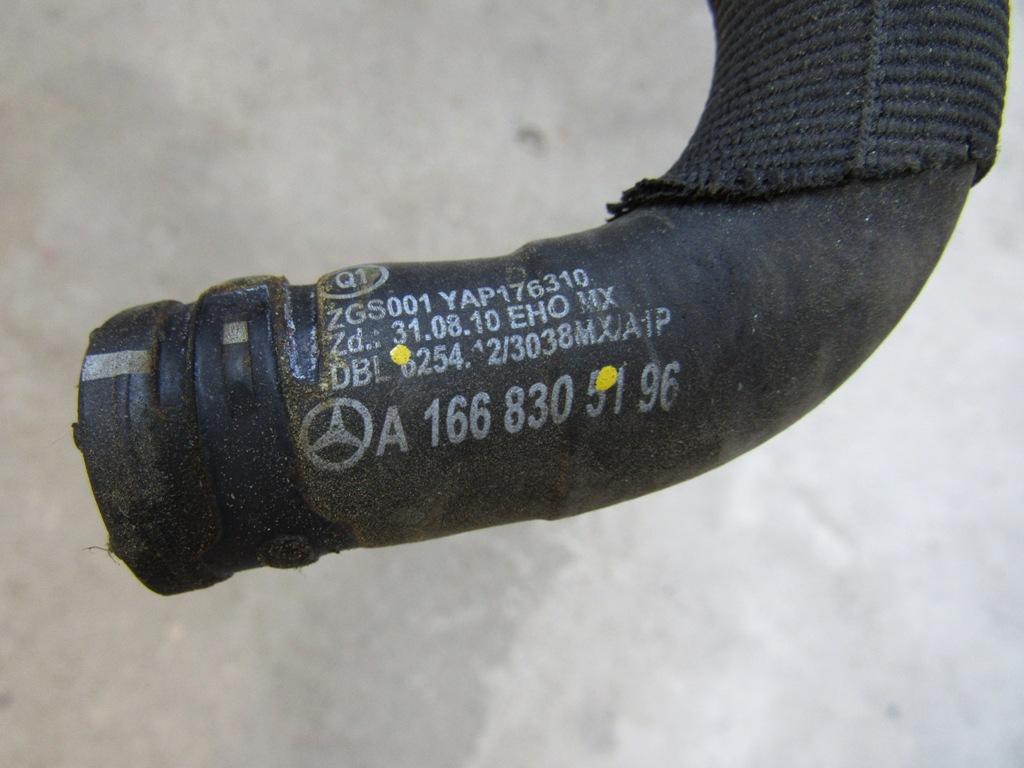 Q1
ZGS001 YAP176310.
Zd.: 31.08.10 EHO MX
DBL 6254.12/3038MX/A1P
A 166 830 51 96